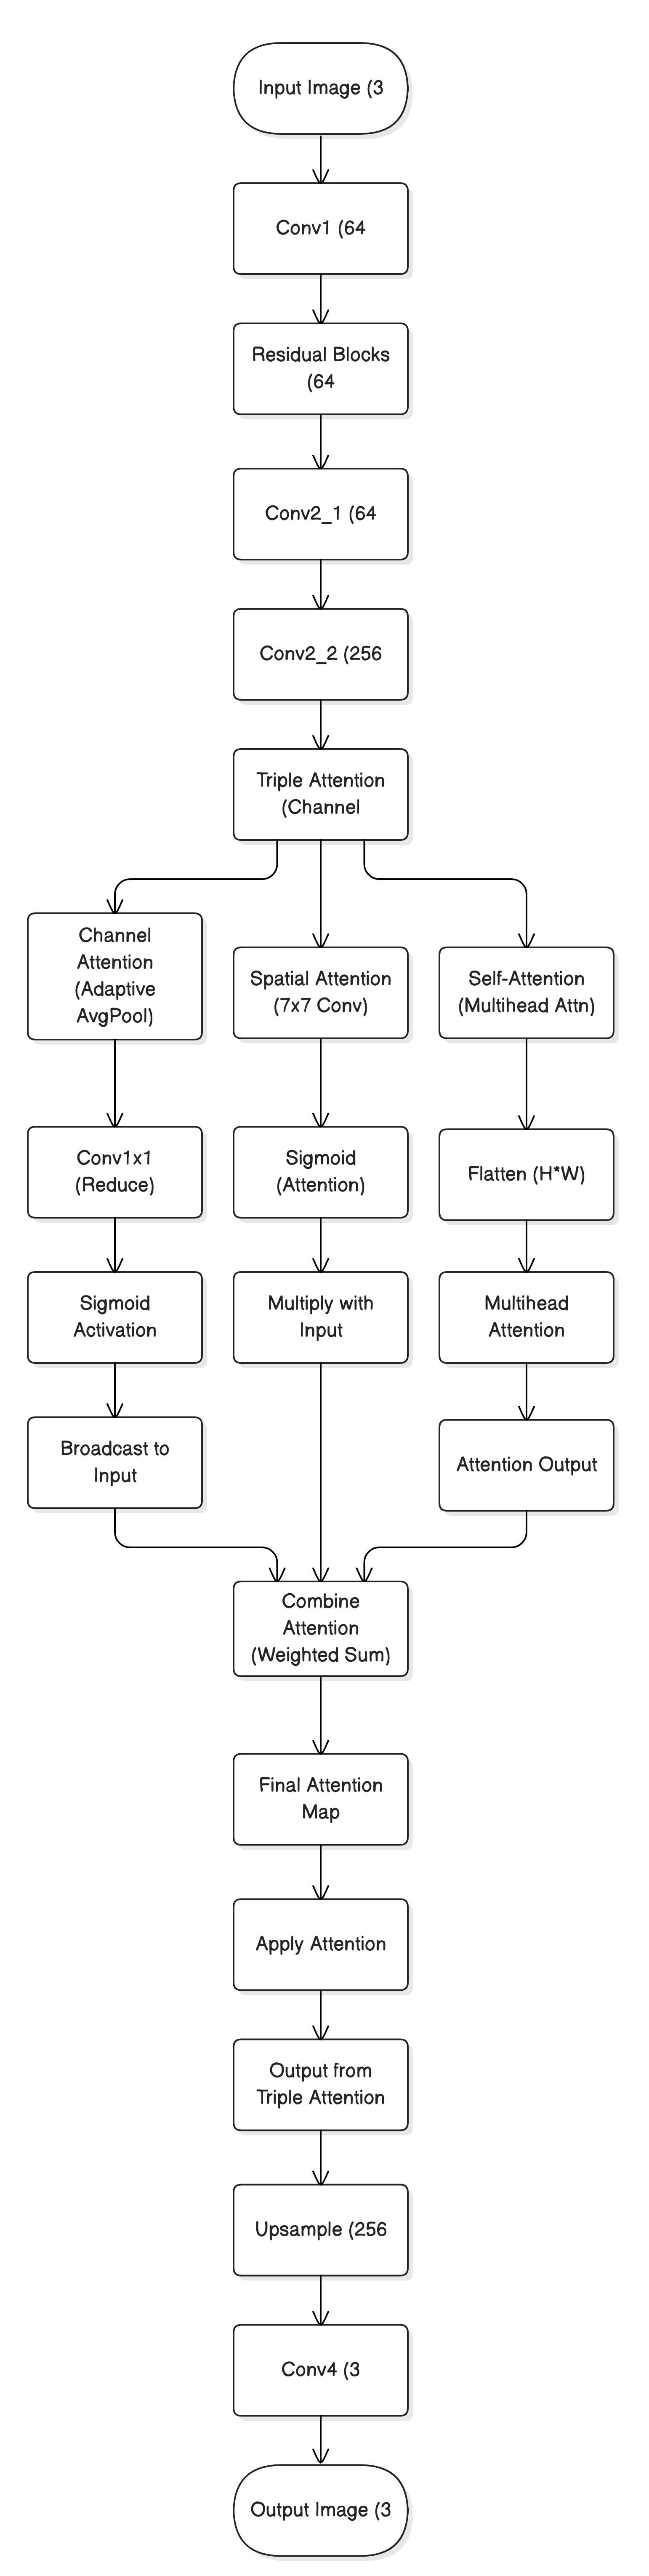 Input Image (3
Conv1 (64
Residual Blocks
(64
Conv2_1 (64
Conv2_2 (256
Triple Attention
(Channel
Channel
Attention
(Adaptive
AvgPool)
Spatial Attention
(7x7 Conv)
Self-Attention
(Multihead Attn)
Conv1x1
(Reduce)
Sigmoid
(Attention)
Flatten (H*W)
Sigmoid
Activation
Multiply with
Input
Multihead
Attention
Broadcast to
Input
Attention Output
Combine
Attention
(Weighted Sum)
Final Attention
Map
Apply Attention
Output from
Triple Attention
Upsample (256
Conv4 (3
Output Image (3